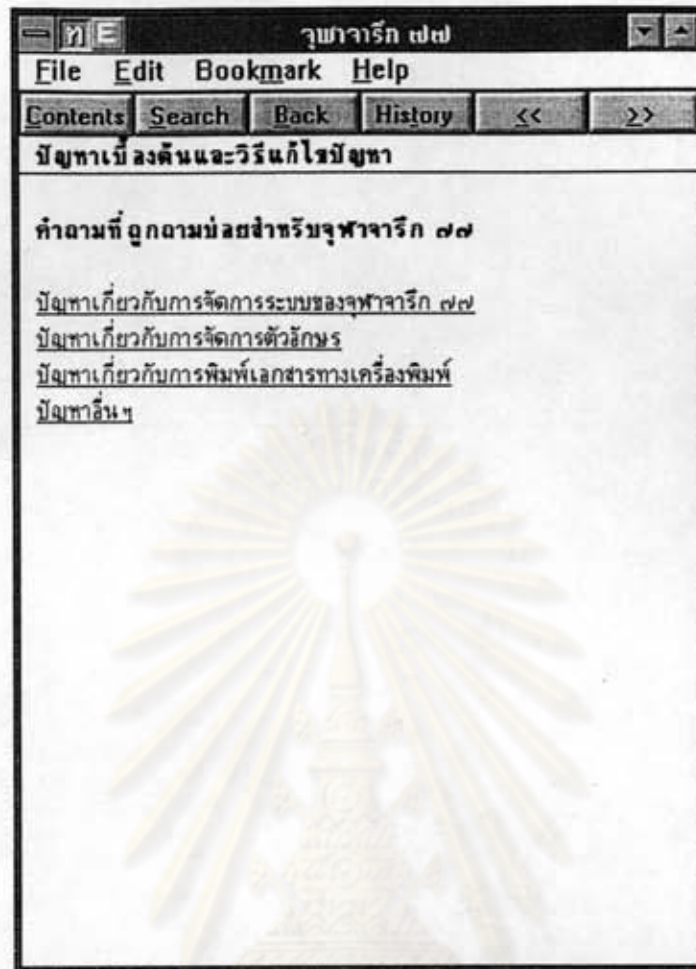 ท E จุฬาจารึก ๗๗
File Edit Bookmark Help
Contents Search Back History << >>
ปัญหาเบื้องต้นและวิธีแก้ไขปัญหา
คำถามที่ถูกถามบ่อยสำหรับจุฬาจารึก ๗๗
ปัญหาเกี่ยวกับการจัดการระบบของจุฬาจารึก ๗๗
ปัญหาเกี่ยวกับการจัดการตัวอักษร
ปัญหาเกี่ยวกับการพิมพ์เอกสารทางเครื่องพิมพ์
ปัญหาอื่นๆ